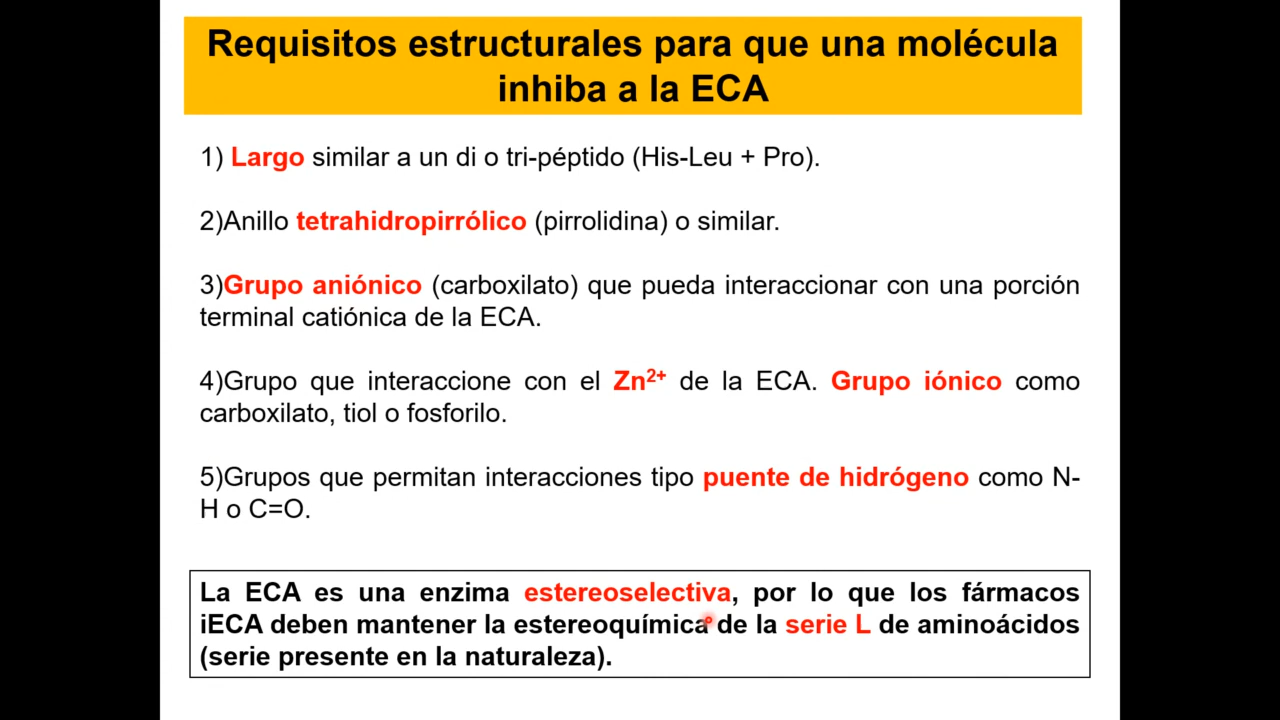 Requisitos estructurales para que una molécula
inhiba a la ECA
1) Largo similar a un di o tri-péptido (His-Leu + Pro).
2)Anillo tetrahidropirrólico (pirrolidina) o similar.
3)Grupo aniónico (carboxilato) que pueda interaccionar con una porción
terminal catiónica de la ECA.
4)Grupo que interaccione con el Zn²⁺ de la ECA. Grupo iónico como
carboxilato, tiol o fosforilo.
5)Grupos que permitan interacciones tipo puente de hidrógeno como N-
H o C=O.
La ECA es una enzima estereoselectiva, por lo que los fármacos
iECA deben mantener la estereoquímica de la serie L de aminoácidos
(serie presente en la naturaleza).